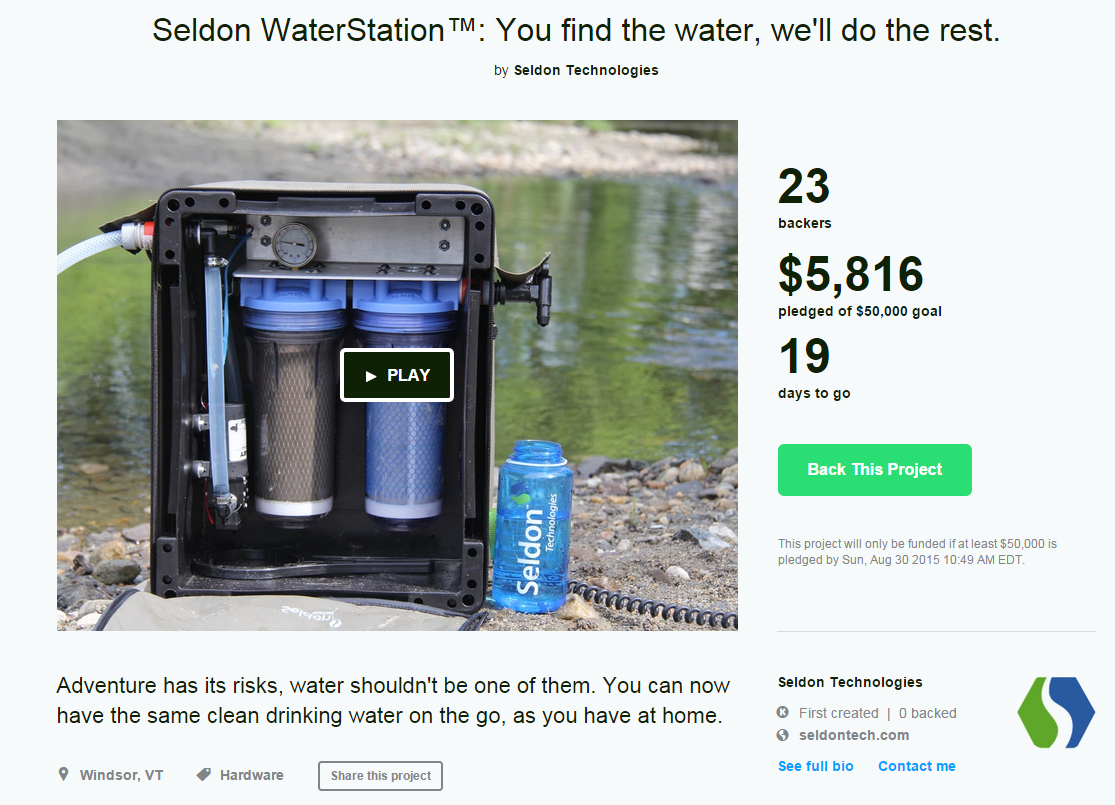 Seldon WaterStation™: You find the water, we'll do the rest.
by Seldon Technologies
PLAY
Seldon
Technologies
23
backers
$5,816
pledged of $50,000 goal
19
days to go
Back This Project
This project will only be funded if at least $50,000 is
pledged by Sun, Aug 30 2015 10:49 AM EDT.
Adventure has its risks, water shouldn't be one of them. You can now
have the same clean drinking water on the go, as you have at home.
Windsor, VT
Hardware
Share this project
Seldon Technologies
First created | 0 backed
seldontech.com
See full bio
Contact me